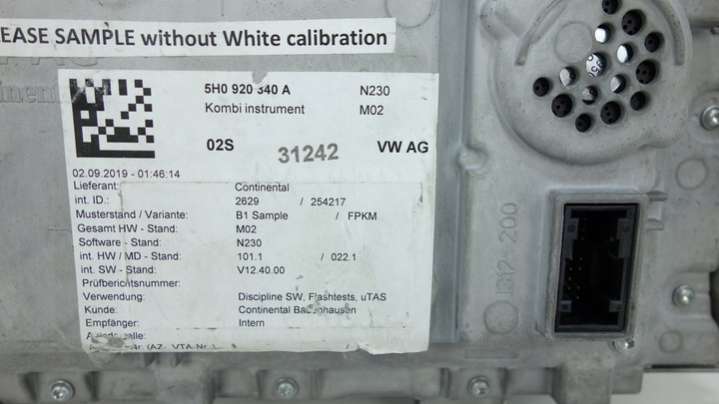 EASE SAMPLE without White calibration
5H0 920 340 A N230
Kombi instrument M02
02S 31242 VW AG
02.09.2019 - 01:46:14
Lieferant: Continental
int. ID.: 2629 / 254217
Musterstand / Variante: B1 Sample / FPKM
Gesamt HW - Stand: M02
Software - Stand: N230
int. HW / MD - Stand: 101.1 / 022.1
int. SW - Stand: V12.40.00
Prüfberichtsnummer:
Verwendung: Discipline SW, Flashtests, uTAS
Kunde: Continental Babenhausen
Empfänger: Intern
1312-200